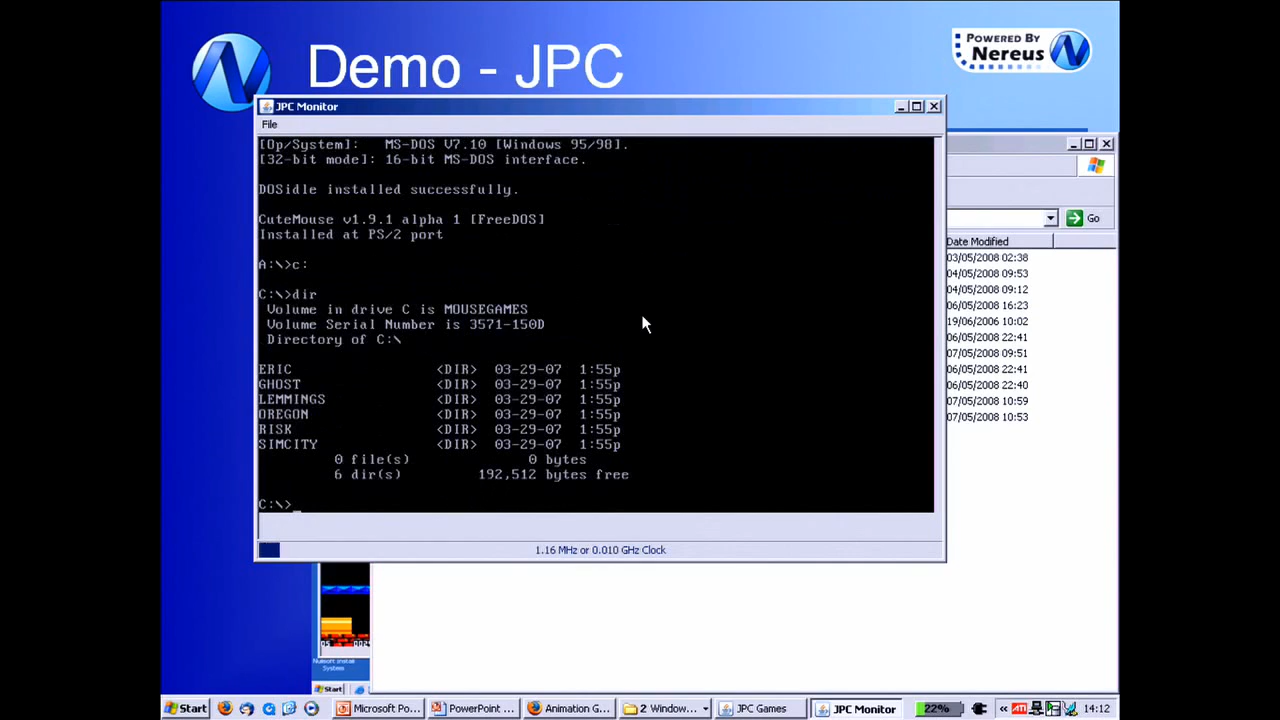 Demo - JPC
POWERED BY
Nereus
JPC Monitor
File
[Op/System]: MS-DOS V7.10 [Windows 95/98].
[32-bit mode]: 16-bit MS-DOS interface.
DOSidle installed successfully.
CuteMouse v1.9.1 alpha 1 [FreeDOS]
Installed at PS/2 port
A:\>c:
C:\>dir
Volume in drive C is MOUSEGAMES
Volume Serial Number is 3571-150D
Directory of C:\
ERIC <DIR> 03-29-07 1:55p
GHOST <DIR> 03-29-07 1:55p
LEMMINGS <DIR> 03-29-07 1:55p
OREGON <DIR> 03-29-07 1:55p
RISK <DIR> 03-29-07 1:55p
SIMCITY <DIR> 03-29-07 1:55p
0 file(s) 0 bytes
6 dir(s) 192,512 bytes free
C:\>_
1.16 MHz or 0.010 GHz Clock
Go
Date Modified
03/05/2008 02:38
04/05/2008 09:53
04/05/2008 09:12
06/05/2008 16:23
19/06/2006 10:02
06/05/2008 22:41
07/05/2008 09:51
06/05/2008 22:41
06/05/2008 22:40
07/05/2008 10:59
07/05/2008 10:53
System
Start
Start
Microsoft Po...
PowerPoint ...
Animation G...
2 Window...
JPC Games
JPC Monitor
22%
ATI
14:12